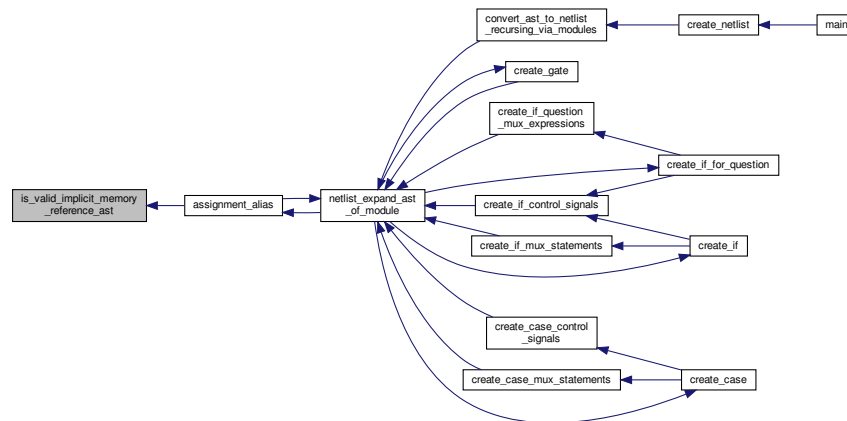 convert_ast_to_netlist
_recursing_via_modules
create_netlist
main
create_gate
create_if_question
_mux_expressions
create_if_for_question
is_valid_implicit_memory
_reference_ast
assignment_alias
netlist_expand_ast
_of_module
create_if_control_signals
create_if_mux_statements
create_if
create_case_control
_signals
create_case_mux_statements
create_case